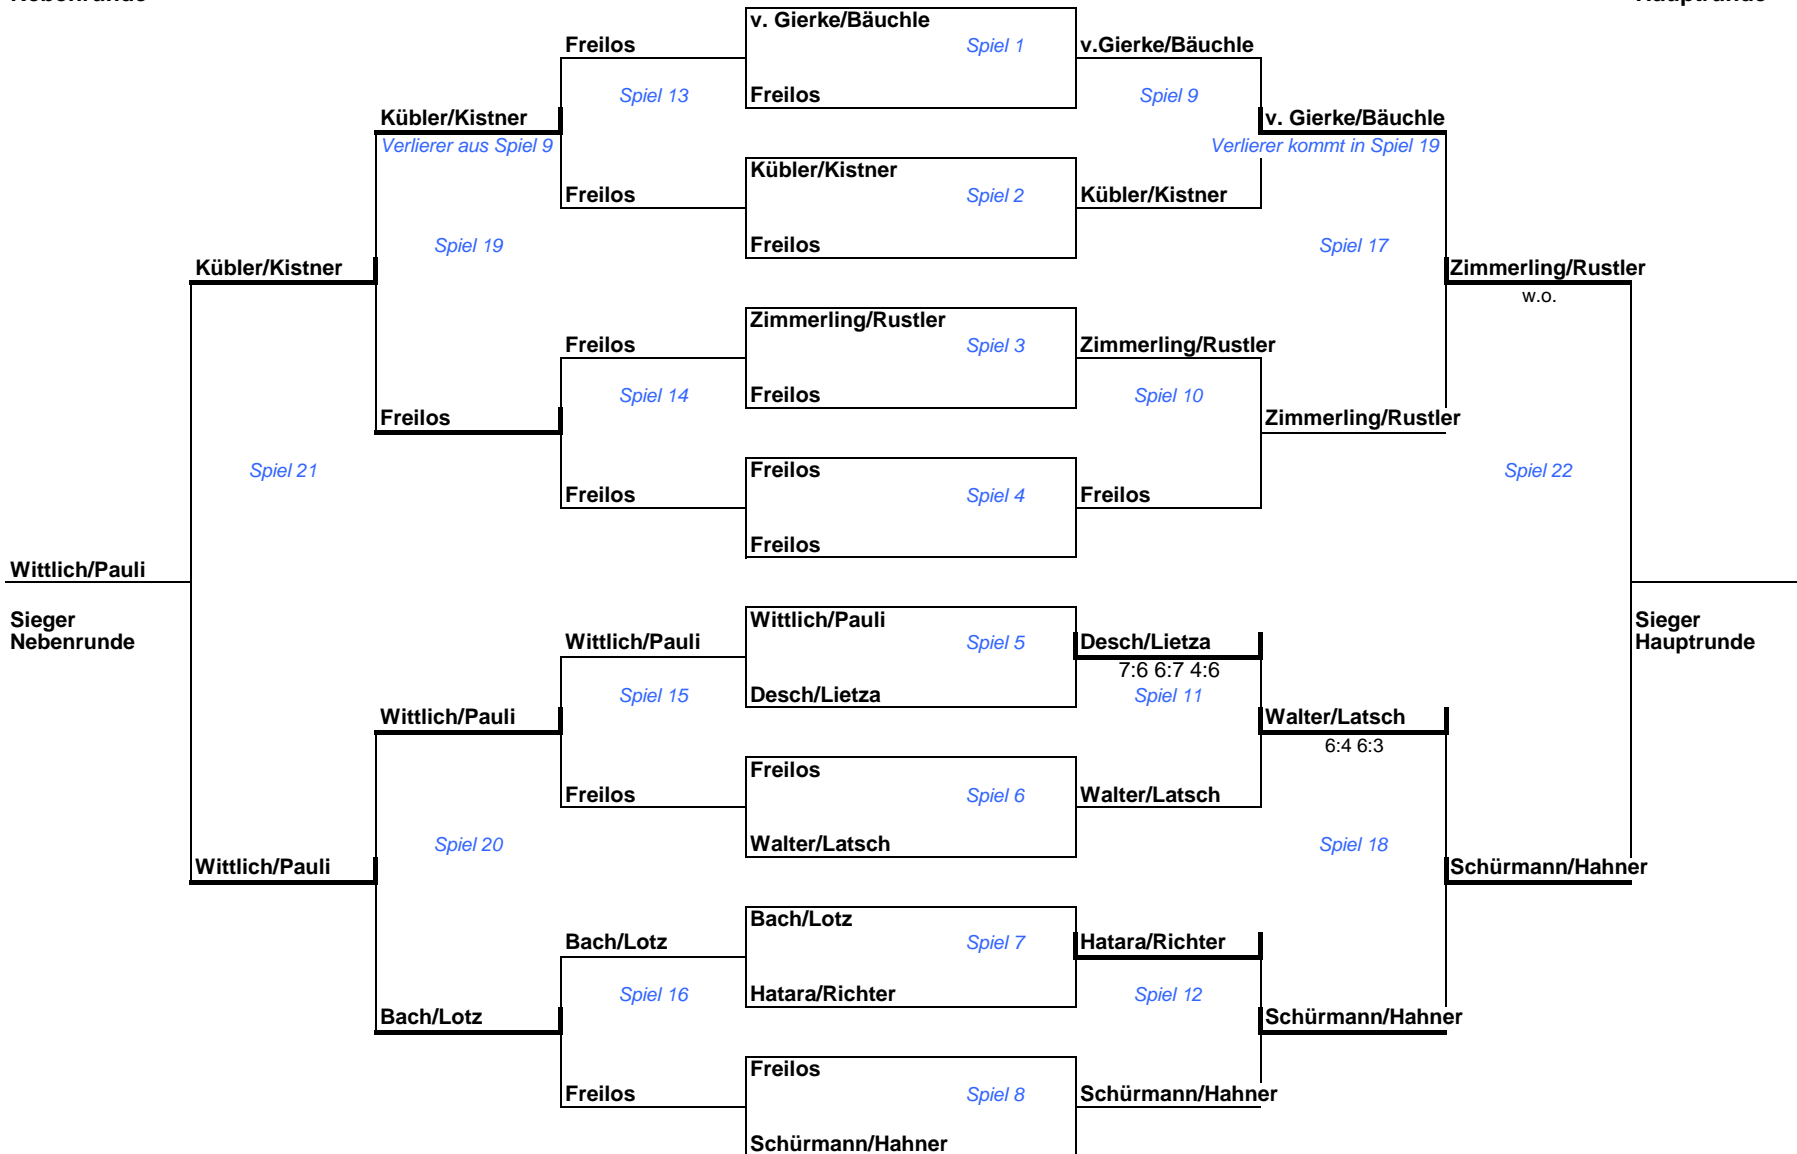 v. Gierke/Bäuchle
Freilos
Spiel 1
v.Gierke/Bäuchle
Spiel 13
Freilos
Spiel 9
Kübler/Kistner
v. Gierke/Bäuchle
Verlierer aus Spiel 9
Verlierer kommt in Spiel 19
Kübler/Kistner
Freilos
Spiel 2
Kübler/Kistner
Spiel 19
Freilos
Spiel 17
Kübler/Kistner
Zimmerling/Rustler
w.o.
Zimmerling/Rustler
Freilos
Spiel 3
Zimmerling/Rustler
Spiel 14
Freilos
Spiel 10
Freilos
Zimmerling/Rustler
Spiel 21
Freilos
Spiel 22
Freilos
Spiel 4
Freilos
Freilos
Wittlich/Pauli
Sieger
Nebenrunde
Wittlich/Pauli
Sieger
Hauptrunde
Wittlich/Pauli
Spiel 5
Desch/Lietza
7:6 6:7 4:6
Spiel 15
Desch/Lietza
Spiel 11
Wittlich/Pauli
Walter/Latsch
6:4 6:3
Freilos
Freilos
Spiel 6
Walter/Latsch
Spiel 20
Walter/Latsch
Spiel 18
Wittlich/Pauli
Schürmann/Hahner
Bach/Lotz
Bach/Lotz
Spiel 7
Hatara/Richter
Spiel 16
Hatara/Richter
Spiel 12
Bach/Lotz
Schürmann/Hahner
Freilos
Freilos
Spiel 8
Schürmann/Hahner
Schürmann/Hahner